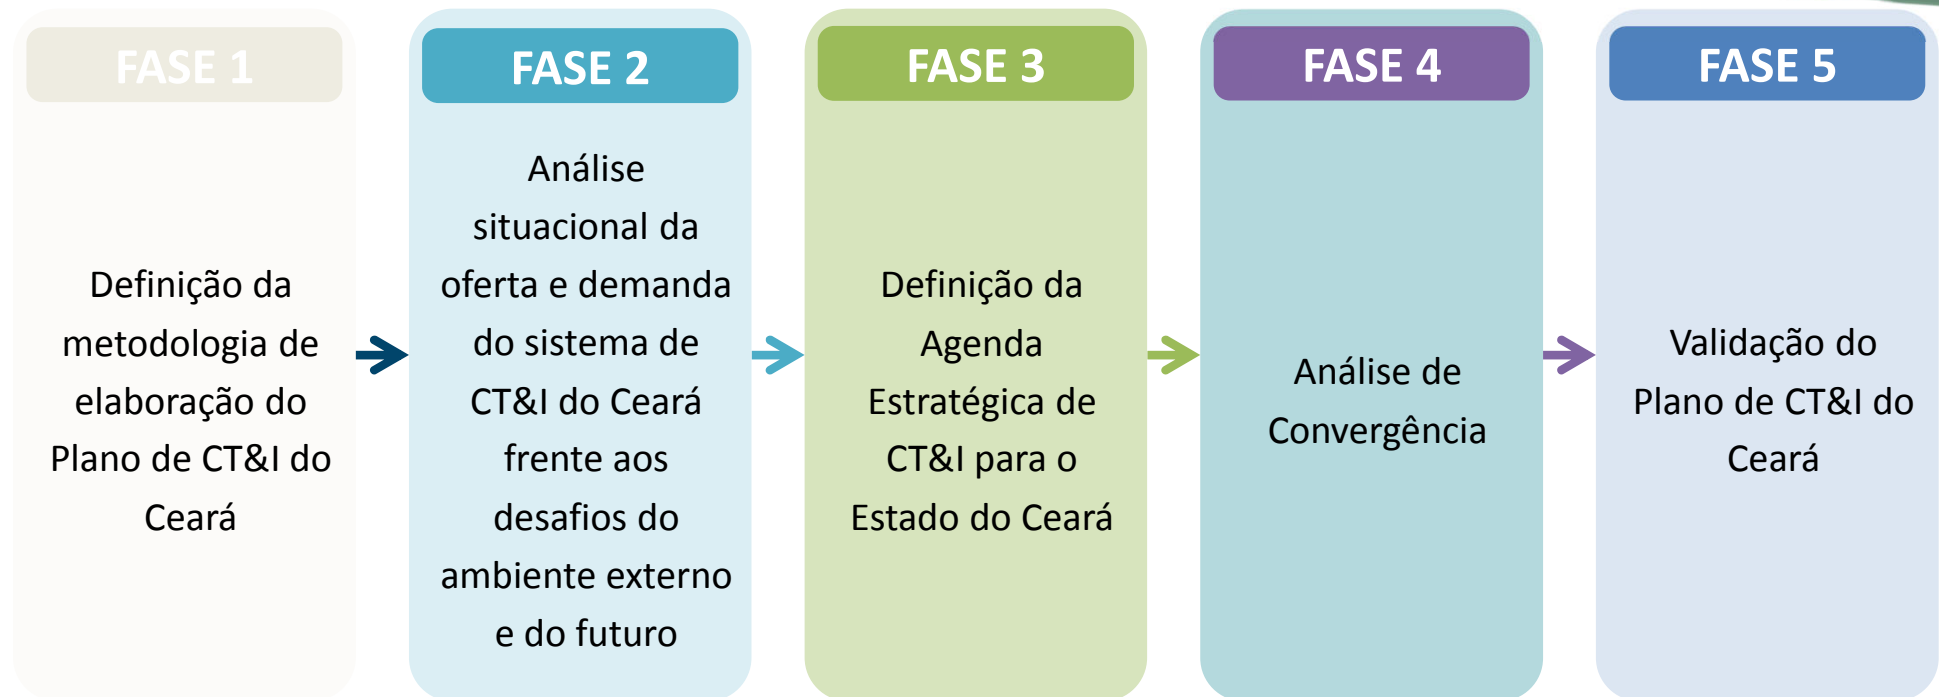 FASE 1
Definição da
metodologia de
elaboração do
Plano de CT&I do
Ceará
FASE 2
Análise
situacional da
oferta e demanda
do sistema de
CT&I do Ceará
frente aos
desafios do
ambiente externo
e do futuro
FASE 3
Definição da
Agenda
Estratégica de
CT&I para o
Estado do Ceará
FASE 4
Análise de
Convergência
FASE 5
Validação do
Plano de CT&I do
Ceará